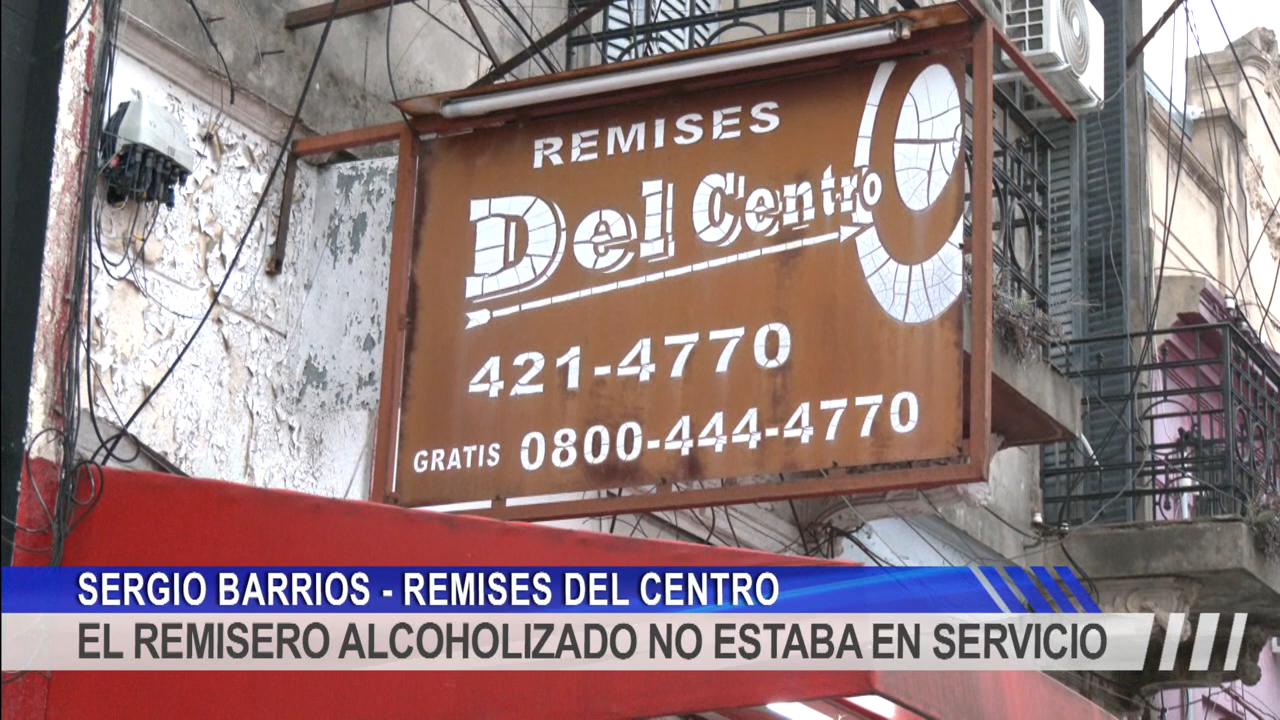 REMISES
Del Centro
421-4770
GRATIS 0800-444-4770
SERGIO BARRIOS - REMISES DEL CENTRO
EL REMISERO ALCOHOLIZADO NO ESTABA EN SERVICIO